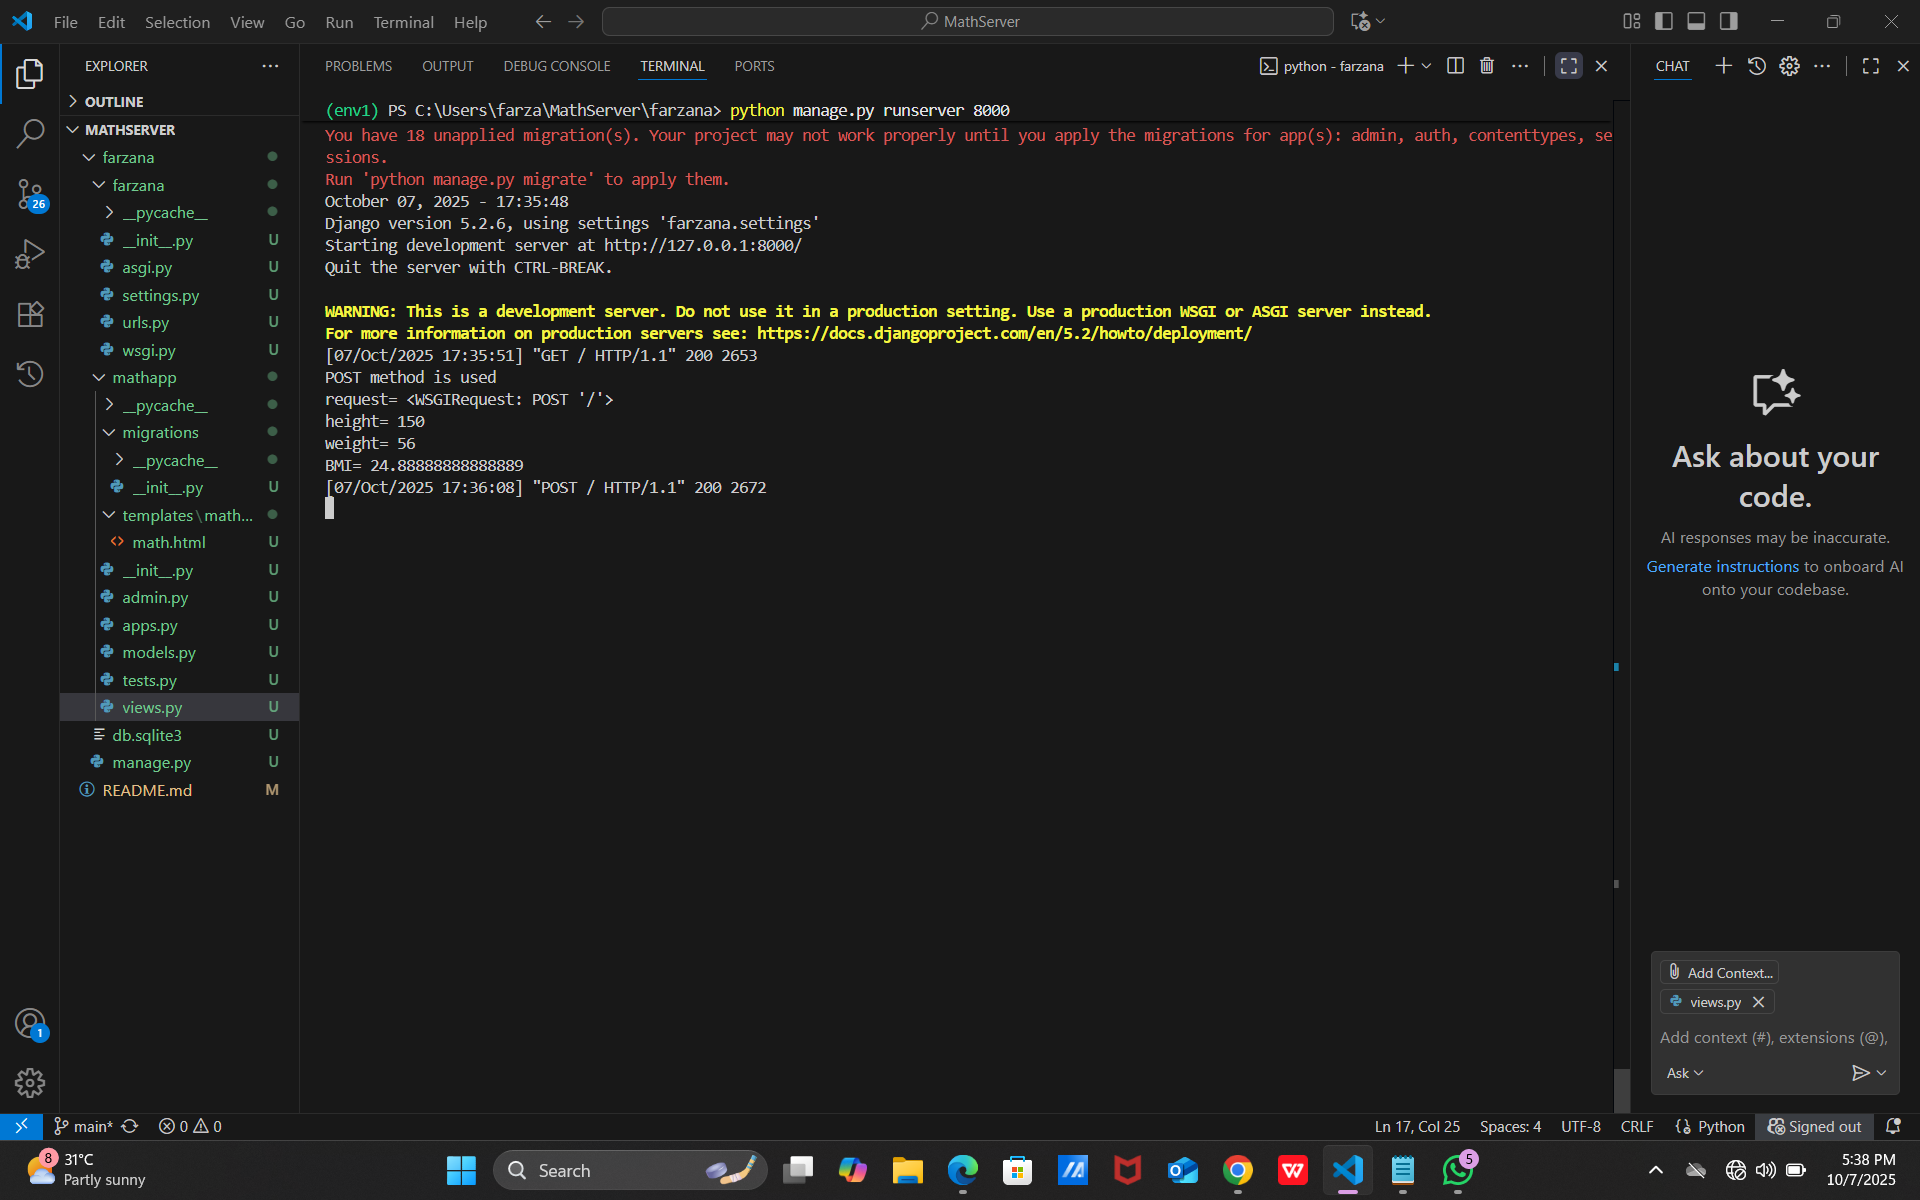 File Edit Selection View Go Run Terminal Help
MathServer
EXPLORER
OUTLINE
MATHSERVER
farzana
farzana
__pycache__
__init__.py U
asgi.py U
settings.py U
urls.py U
wsgi.py U
mathapp
__pycache__
migrations
__pycache__
__init__.py U
templates\math...
math.html U
__init__.py U
admin.py U
apps.py U
models.py U
tests.py U
views.py U
db.sqlite3 U
manage.py U
README.md M
26
1
PROBLEMS OUTPUT DEBUG CONSOLE TERMINAL PORTS
python - farzana
(env1) PS C:\Users\farza\MathServer\farzana> python manage.py runserver 8000
You have 18 unapplied migration(s). Your project may not work properly until you apply the migrations for app(s): admin, auth, contenttypes, se
ssions.
Run 'python manage.py migrate' to apply them.
October 07, 2025 - 17:35:48
Django version 5.2.6, using settings 'farzana.settings'
Starting development server at http://127.0.0.1:8000/
Quit the server with CTRL-BREAK.
WARNING: This is a development server. Do not use it in a production setting. Use a production WSGI or ASGI server instead.
For more information on production servers see: https://docs.djangoproject.com/en/5.2/howto/deployment/
[07/Oct/2025 17:35:51] "GET / HTTP/1.1" 200 2653
POST method is used
request= <WSGIRequest: POST '/'>
height= 150
weight= 56
BMI= 24.88888888888889
[07/Oct/2025 17:36:08] "POST / HTTP/1.1" 200 2672
CHAT
Ask about your
code.
AI responses may be inaccurate.
Generate instructions to onboard AI
onto your codebase.
Add Context...
views.py
Add context (#), extensions (@),
Ask
main* 0 0
Ln 17, Col 25 Spaces: 4 UTF-8 CRLF Python Signed out
8
31°C
Partly sunny
Search
5
5:38 PM
10/7/2025